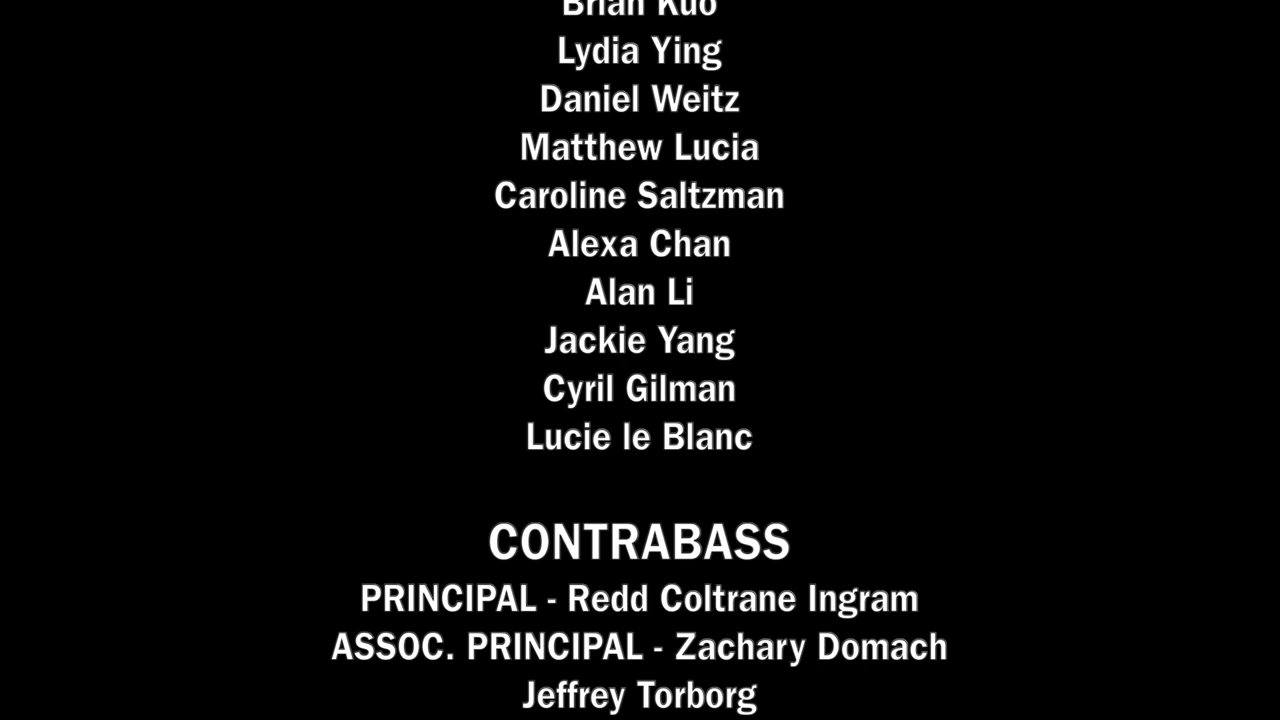 Brian Kuo
Lydia Ying
Daniel Weitz
Matthew Lucia
Caroline Saltzman
Alexa Chan
Alan Li
Jackie Yang
Cyril Gilman
Lucie le Blanc
CONTRABASS
PRINCIPAL - Redd Coltrane Ingram
ASSOC. PRINCIPAL - Zachary Domach
Jeffrey Torborg